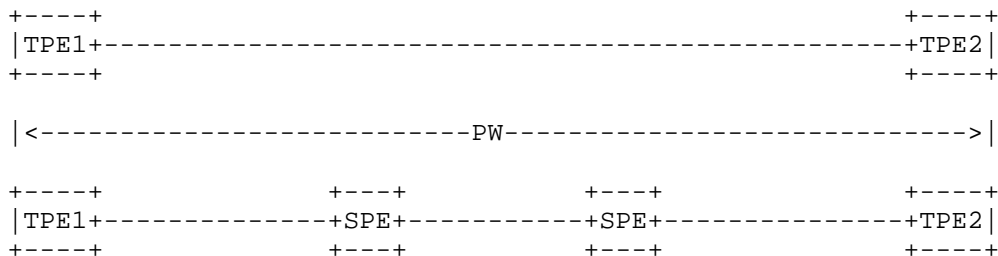 +----+                                                  +----+
|TPE1+--------------------------------------------------+TPE2|
+----+                                                  +----+
|<---------------------------PW----------------------------->|
+----+              +---+           +---+               +----+
|TPE1+--------------+SPE+-----------+SPE+---------------+TPE2|
+----+              +---+           +---+               +----+